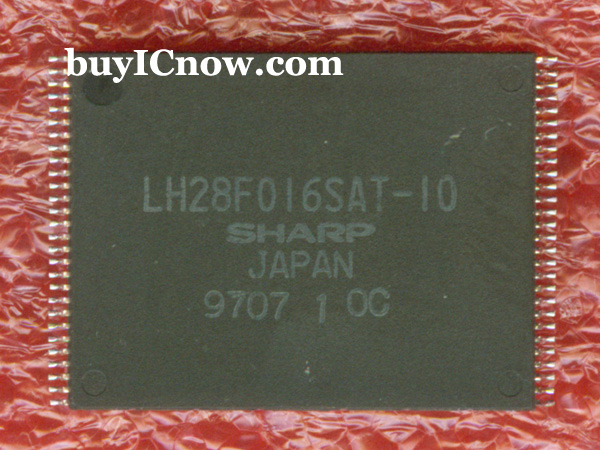 buyICnow.com
LH28F016SAT-10
SHARP
JAPAN
9707 1 0C